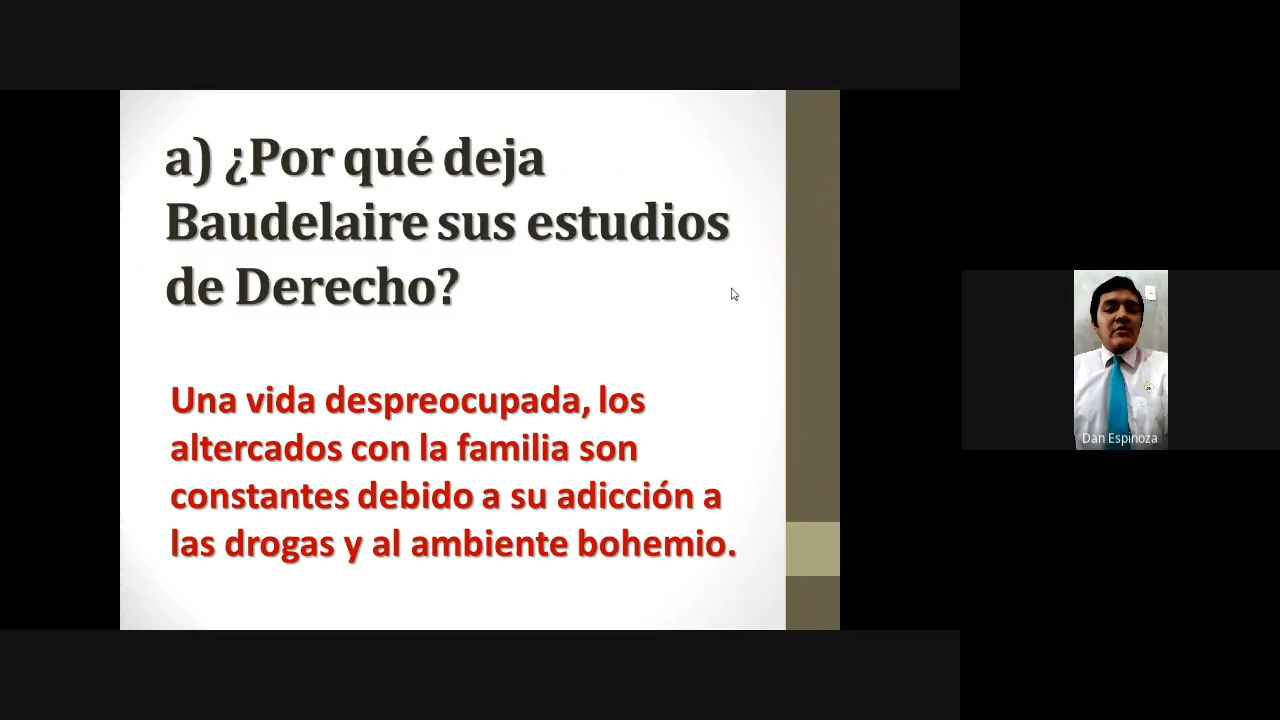 a) ¿Por qué deja
Baudelaire sus estudios
de Derecho?
Una vida despreocupada, los
altercados con la familia son
constantes debido a su adicción a
las drogas y al ambiente bohemio.
Dan Espinoza